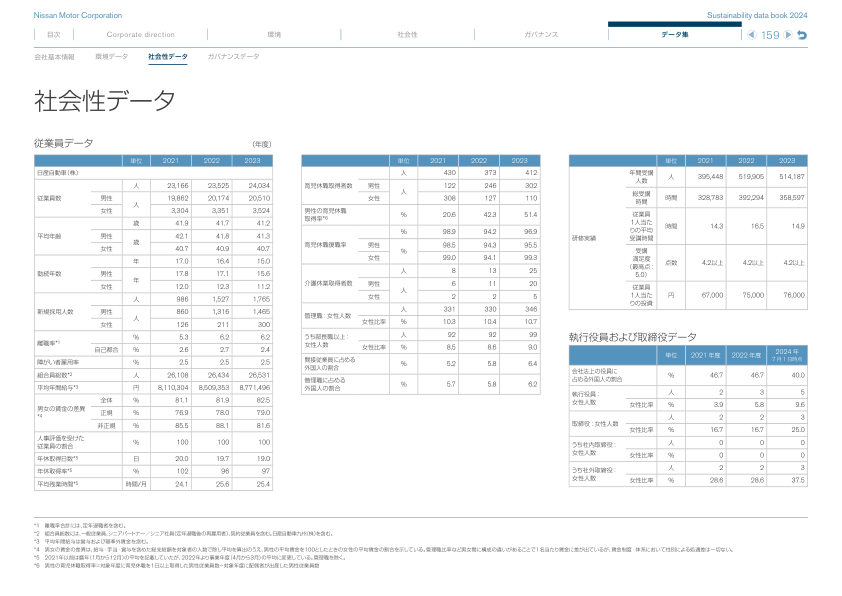 Nissan Motor Corporation
Sustainability data book 2024
目次 Corporate direction 環境 社会性 ガバナンス データ集 159
会社基本情報 環境データ 社会性データ ガバナンスデータ
社会性データ
従業員データ (年度)
単位 2021 2022 2023
日産自動車(株)
従業員数 人 23,166 23,525 24,034
男性 人 19,862 20,174 20,510
女性 3,304 3,351 3,524
平均年齢 歳 41.9 41.7 41.2
男性 歳 42.1 41.8 41.3
女性 40.7 40.9 40.7
勤続年数 年 17.0 16.4 15.0
男性 年 17.8 17.1 15.6
女性 12.0 12.3 11.2
新規採用人数 人 986 1,527 1,765
男性 人 860 1,316 1,465
女性 126 211 300
離職率*1 % 5.3 6.2 6.2
自己都合 % 2.6 2.7 2.4
障がい者雇用率 % 2.5 2.5 2.5
組合員総数*2 人 26,108 26,434 26,531
平均年間給与*3 円 8,110,304 8,509,353 8,771,496
男女の賃金の差異*4 全体 % 81.1 81.9 82.5
正規 % 76.9 78.0 79.0
非正規 % 85.5 88.1 81.6
人事評価を受けた
従業員の割合 % 100 100 100
年休取得日数*5 日 20.0 19.7 19.0
年休取得率*5 % 102 96 97
平均残業時間*5 時間/月 24.1 25.6 25.4
単位 2021 2022 2023
育児休職取得者数 人 430 373 412
男性 人 122 246 302
女性 308 127 110
男性の育児休職
取得率*6 % 20.6 42.3 51.4
育児休職復職率 % 98.9 94.2 96.9
男性 % 98.5 94.3 95.5
女性 99.0 94.1 99.3
介護休業取得者数 人 8 13 25
男性 人 6 11 20
女性 2 2 5
管理職：女性人数 人 331 330 346
女性比率 % 10.3 10.4 10.7
うち部長職以上：
女性人数 人 92 92 99
女性比率 % 8.5 8.6 9.0
間接従業員に占める
外国人の割合 % 5.2 5.8 6.4
管理職に占める
外国人の割合 % 5.7 5.8 6.2
単位 2021 2022 2023
研修実績
年間受講
人数 人 395,448 519,905 514,187
総受講
時間 時間 328,783 392,294 358,597
従業員
1人当た
りの平均
受講時間 時間 14.3 16.5 14.9
受講
満足度
(最高点：
5.0) 点数 4.2以上 4.2以上 4.2以上
従業員
1人当た
りの投資 円 67,000 75,000 76,000
執行役員および取締役データ
単位 2021年度 2022年度 2024年
7月1日時点
会社法上の役員に
占める外国人の割合 % 46.7 46.7 40.0
執行役員：
女性人数 人 2 3 5
女性比率 % 3.9 5.8 9.6
取締役：女性人数 人 2 2 3
女性比率 % 16.7 16.7 25.0
うち社内取締役：
女性人数 人 0 0 0
女性比率 % 0 0 0
うち社外取締役：
女性人数 人 2 2 3
女性比率 % 28.6 28.6 37.5
*1 離職率合計には、定年退職者を含む。
*2 組合員総数には、一般従業員、シニアパートナー／シニア社員(定年退職後の再雇用者)、契約従業員を含む。日産自動車九州(株)を含む。
*3 平均年間給与は賞与および基準外賃金を含む。
*4 男女の賃金の差異は、給与・手当・賞与を含めた総支給額を対象者の人数で除し平均を算出のうえ、男性の平均賃金を100としたときの女性の平均賃金の割合を示している。管理職比率など男女間に構成の違いがあることで1名当たり賃金に差が出ているが、賃金制度・体系において性別による処遇差は一切ない。
*5 2021年以前は暦年(1月から12月)の平均を記載していたが、2022年より事業年度(4月から3月)の平均に変更している。管理職を除く。
*6 男性の育児休職取得率=対象年度に育児休職を1日以上取得した男性従業員数÷対象年度に配偶者が出産した男性従業員数